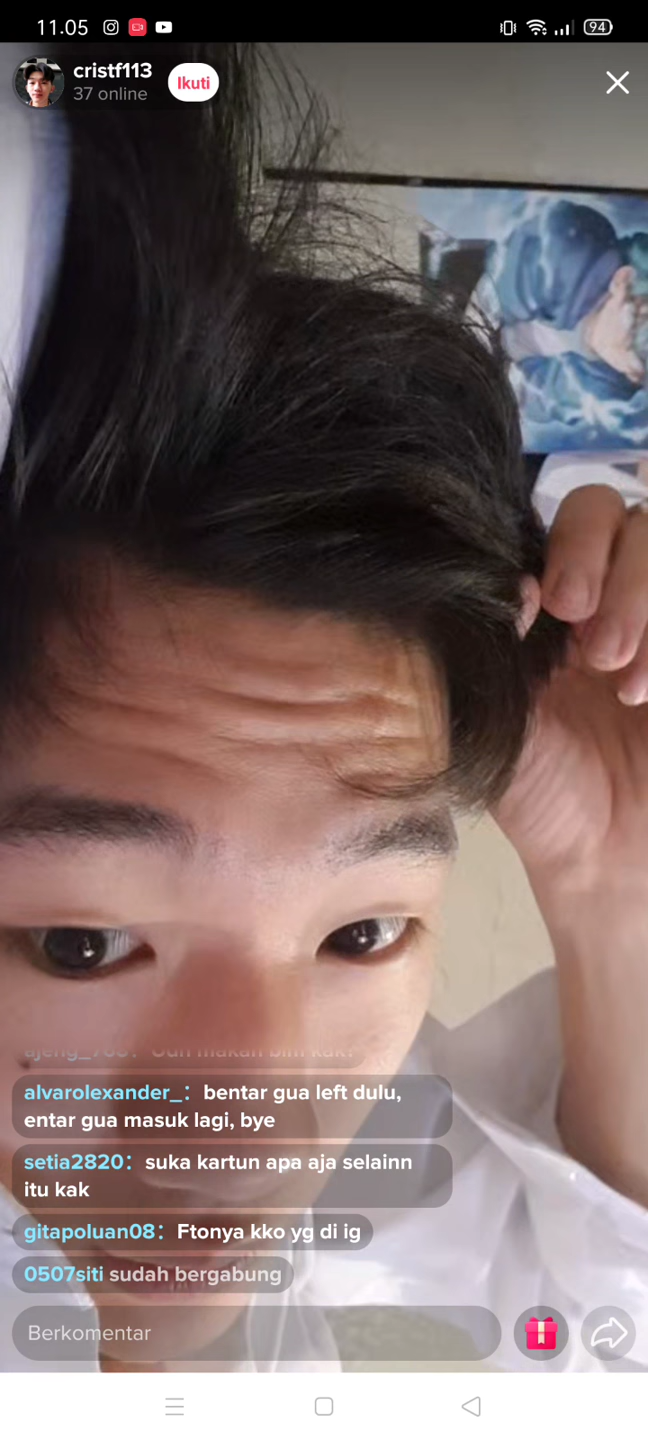 11.05
94
cristf113
37 online
Ikuti
alvarolexander_: bentar gua left dulu,
entar gua masuk lagi, bye
setia2820: suka kartun apa aja selainn
itu kak
gitapoluan08: Ftonya kko yg di ig
0507siti sudah bergabung
Berkomentar